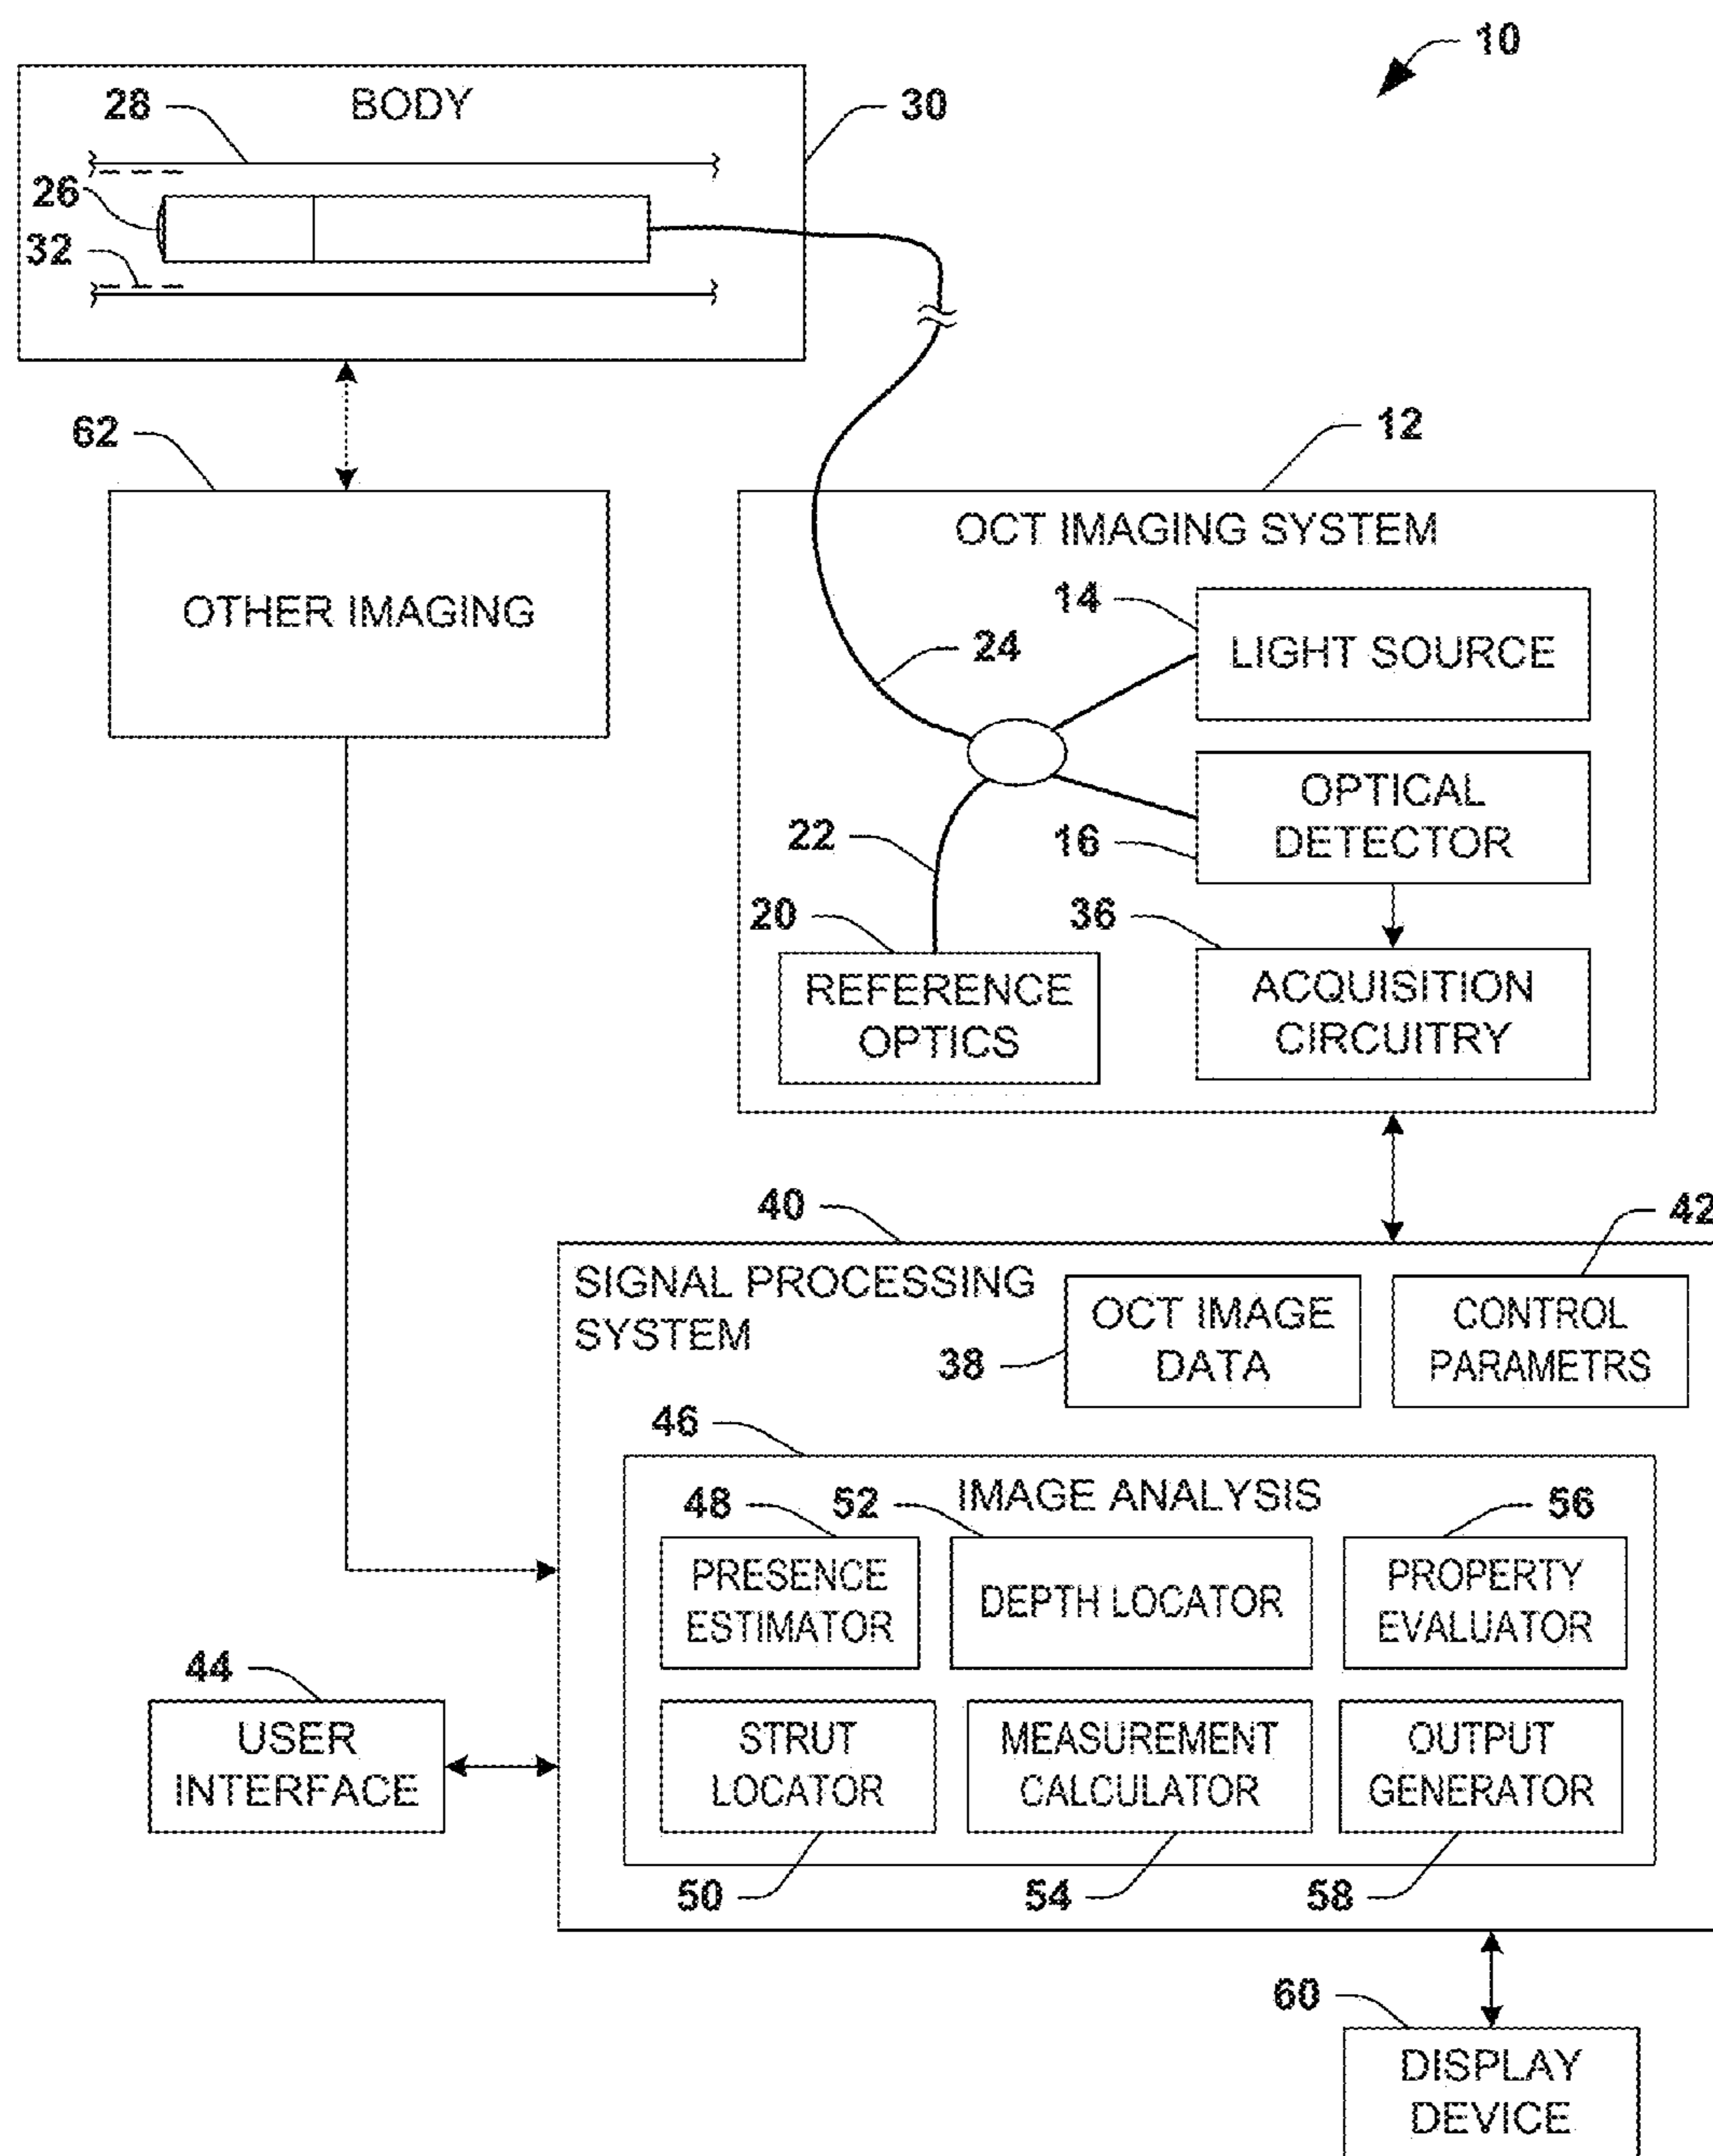 10
BODY
28
30
26
32
62
12
OCT IMAGING SYSTEM
OTHER IMAGING
14
LIGHT SOURCE
24
OPTICAL
DETECTOR
16
22
20
36
REFERENCE
OPTICS
ACQUISITION
CIRCUITRY
40
42
SIGNAL PROCESSING
SYSTEM
OCT IMAGE
DATA
38
CONTROL
PARAMETRS
46
IMAGE ANALYSIS
48
52
56
PRESENCE
ESTIMATOR
DEPTH LOCATOR
PROPERTY
EVALUATOR
44
USER
INTERFACE
STRUT
LOCATOR
MEASUREMENT
CALCULATOR
OUTPUT
GENERATOR
50
54
58
60
DISPLAY
DEVICE